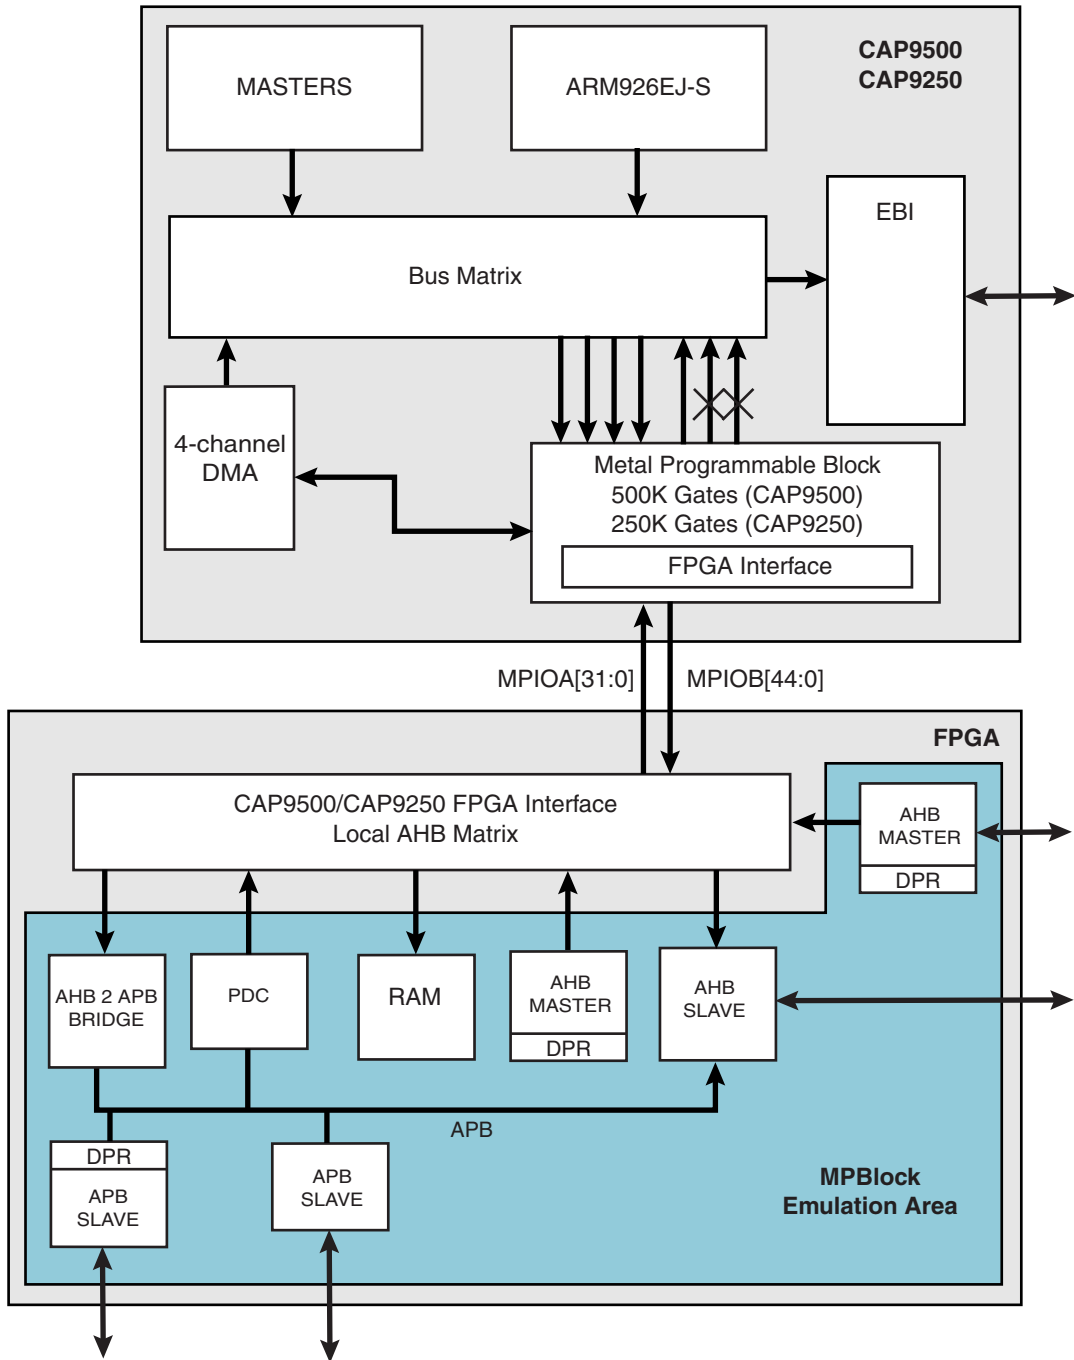 CAP9500
CAP9250
MASTERS
ARM926EJ-S
EBI
Bus Matrix
4-channel
DMA
Metal Programmable Block
500K Gates (CAP9500)
250K Gates (CAP9250)
FPGA Interface
MPIOA[31:0]
MPIOB[44:0]
FPGA
CAP9500/CAP9250 FPGA Interface
Local AHB Matrix
AHB
MASTER
DPR
AHB 2 APB
BRIDGE
PDC
RAM
AHB
MASTER
DPR
AHB
SLAVE
APB
DPR
APB
SLAVE
APB
SLAVE
MPBlock
Emulation Area